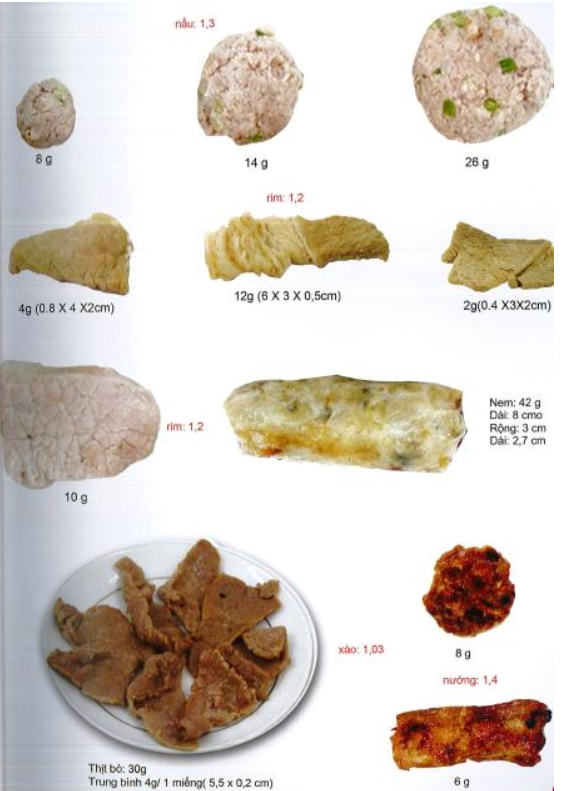 nấu: 1,3
8 g
14 g
26 g
rim: 1,2
4g (0.8 X 4 X2cm)
12g (6 X 3 X 0,5cm)
2g(0.4 X3X2cm)
rim: 1,2
Nem: 42 g
Dài: 8 cmo
Rộng: 3 cm
Dái: 2,7 cm
10 g
xào: 1,03
8 g
nướng: 1,4
Thịt bò: 30g
Trung bình 4g/ 1 miếng( 5,5 x 0,2 cm)
6 g